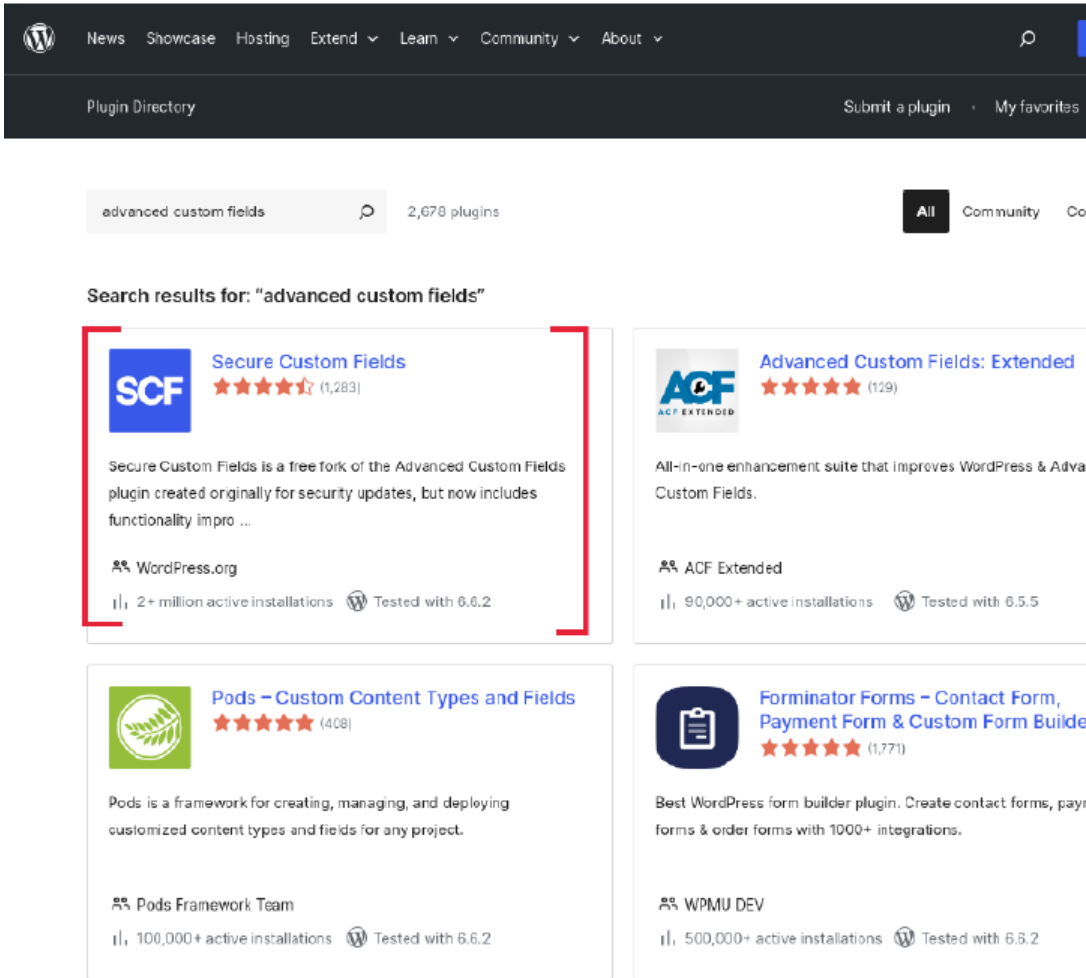 News Showcase Hosting Extend Learn Community About
Plugin Directory
Submit a plugin · My favorites
advanced custom fields
2,678 plugins
All Community Co
Search results for: “advanced custom fields”
SCF
Secure Custom Fields
(1,283)
Secure Custom Fields is a free fork of the Advanced Custom Fields
plugin created originally for security updates, but now includes
functionality impro ...
WordPress.org
2+ million active installations Tested with 6.6.2
ACF
ACF EXTENDED
Advanced Custom Fields: Extended
(129)
All-in-one enhancement suite that improves WordPress & Adva
Custom Fields.
ACF Extended
90,000+ active installations Tested with 6.5.5
Pods – Custom Content Types and Fields
(408)
Pods is a framework for creating, managing, and deploying
customized content types and fields for any project.
Pods Framework Team
100,000+ active installations Tested with 6.6.2
Forminator Forms – Contact Form,
Payment Form & Custom Form Builde
(1,771)
Best WordPress form builder plugin. Create contact forms, payn
forms & order forms with 1000+ integrations.
WPMU DEV
500,000+ active installations Tested with 6.6.2